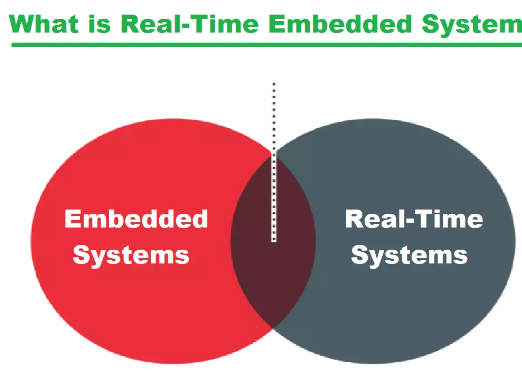 What is Real-Time Embedded System
Embedded
Systems
Real-Time
Systems